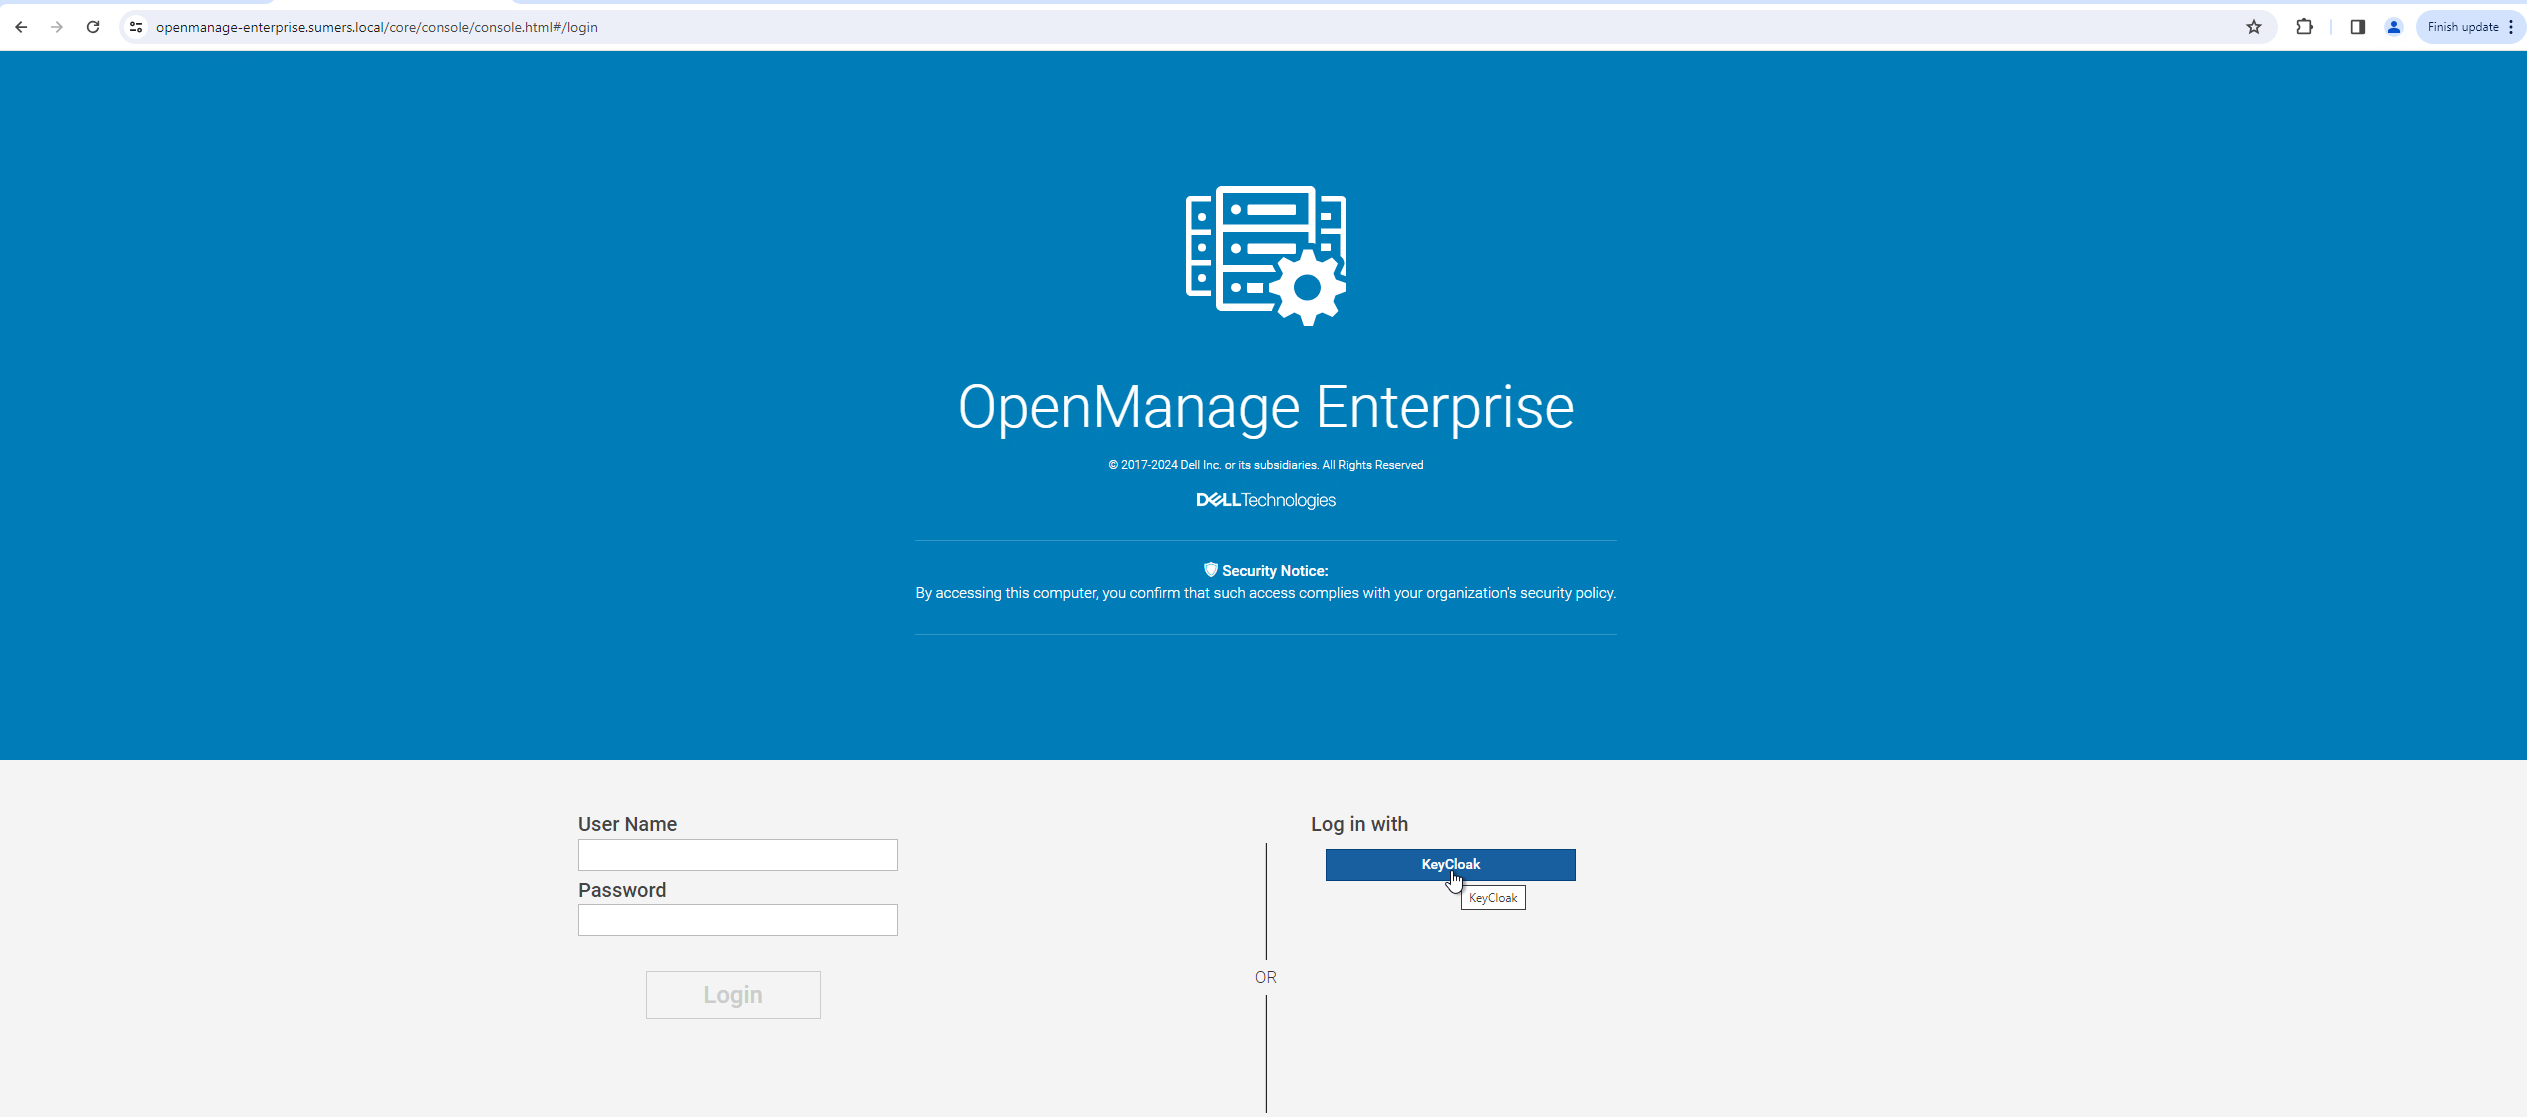 openmanage-enterprise.sumers.local/core/console/console.html#/login
Finish update
OpenManage Enterprise
© 2017-2024 Dell Inc. or its subsidiaries. All Rights Reserved
DELLTechnologies
Security Notice:
By accessing this computer, you confirm that such access complies with your organization's security policy.
User Name
Password
Login
OR
Log in with
KeyCloak
KeyCloak